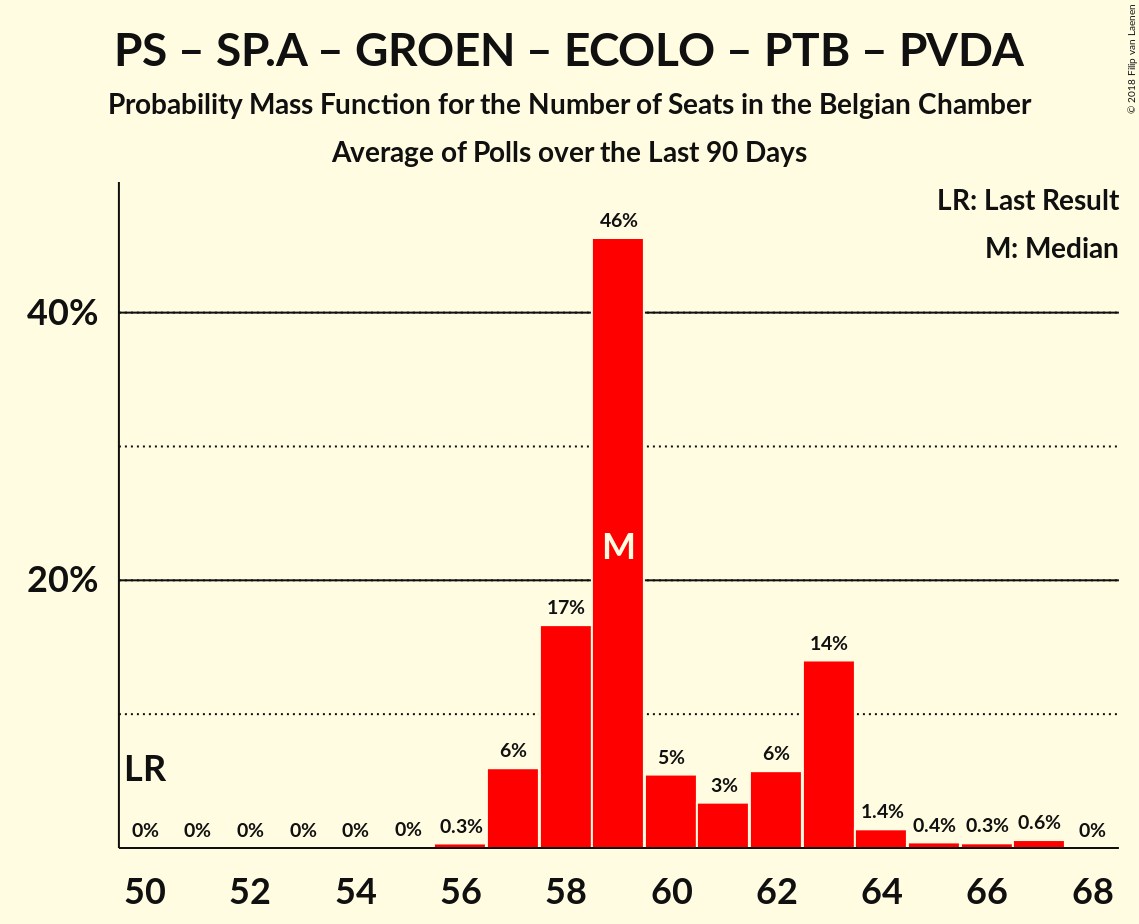 PS – SP.A – GROEN – ECOLO – PTB – PVDA
Probability Mass Function for the Number of Seats in the Belgian Chamber
Average of Polls over the Last 90 Days
© 2018 Filip van Laenen
LR: Last Result
M: Median
46%
40%
M
20%
17%
14%
6%
5%
3%
6%
LR
0% 0% 0% 0% 0% 0% 0.3% 1.4% 0.4% 0.3% 0.6% 0%
50 52 54 56 58 60 62 64 66 68